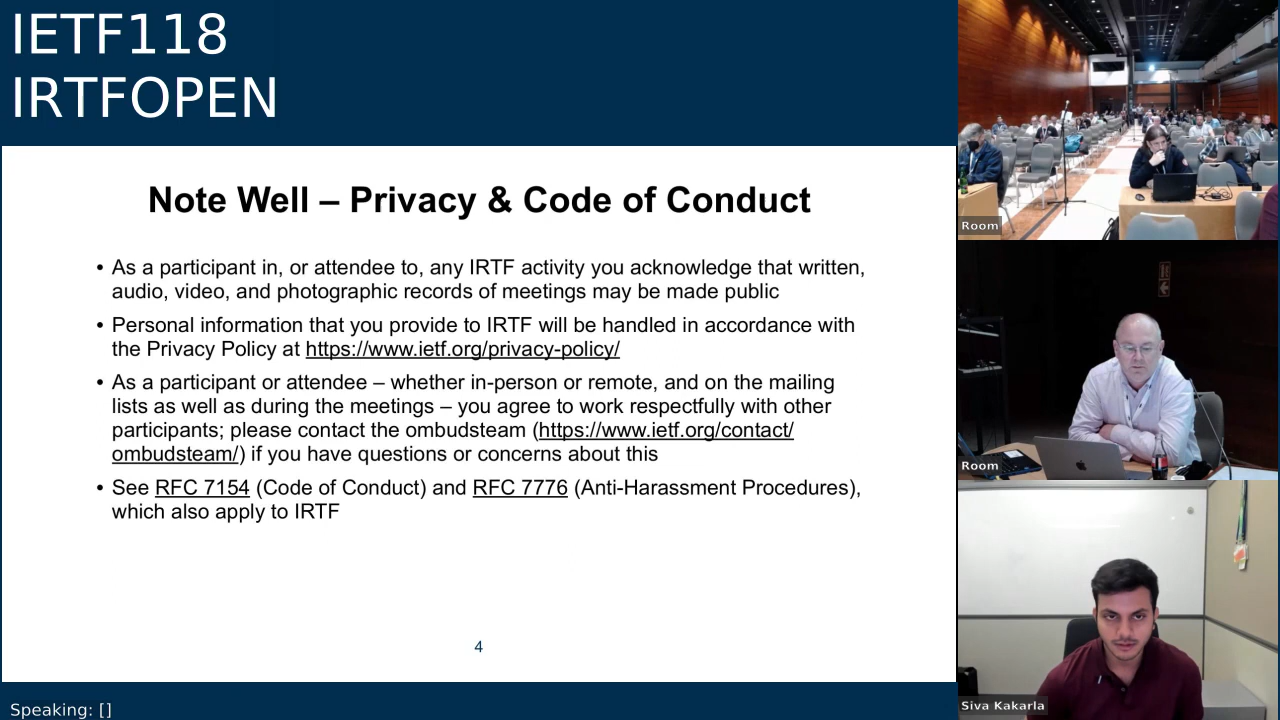 IETF118
IRTFOPEN
Note Well – Privacy & Code of Conduct
• As a participant in, or attendee to, any IRTF activity you acknowledge that written,
audio, video, and photographic records of meetings may be made public
• Personal information that you provide to IRTF will be handled in accordance with
the Privacy Policy at https://www.ietf.org/privacy-policy/
• As a participant or attendee – whether in-person or remote, and on the mailing
lists as well as during the meetings – you agree to work respectfully with other
participants; please contact the ombudsteam (https://www.ietf.org/contact/
ombudsteam/) if you have questions or concerns about this
• See RFC 7154 (Code of Conduct) and RFC 7776 (Anti-Harassment Procedures),
which also apply to IRTF
4
Speaking: []
Room
Room
Siva Kakarla